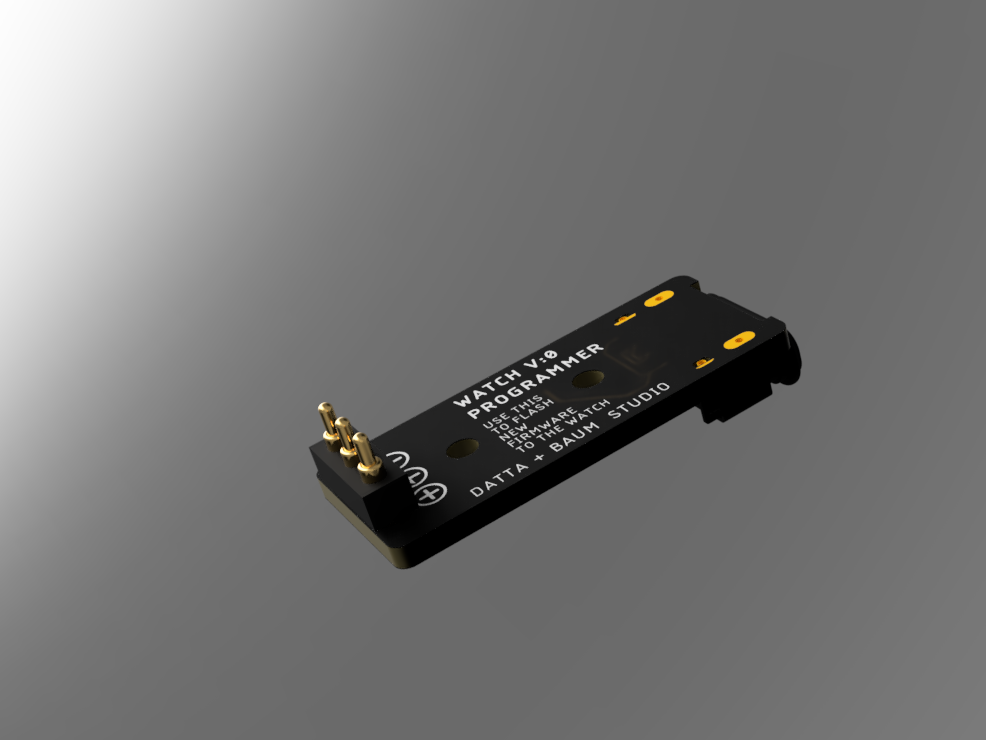 WATCH V:0
PROGRAMMER
USE THIS
TO FLASH
NEW
FIRMWARE
TO THE WATCH
DATTA + BAUM STUDIO